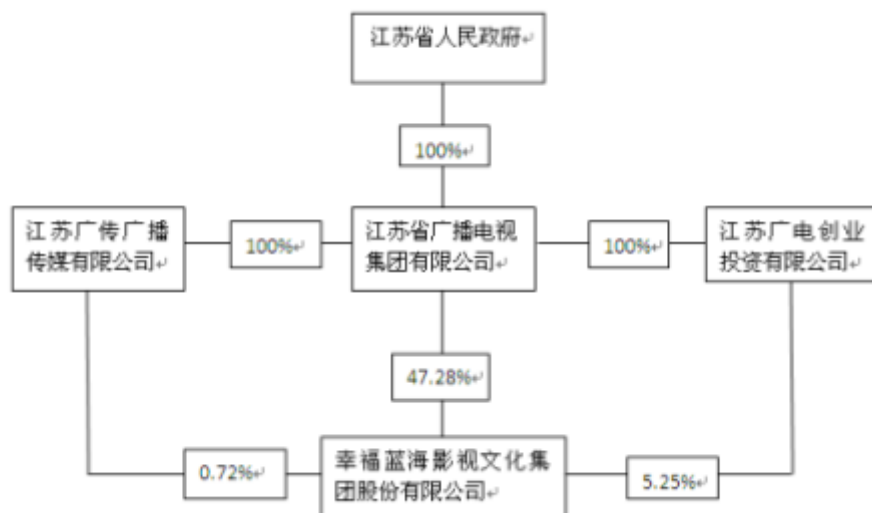 江苏省人民政府
100%
江苏广传广播
传媒有限公司
100%
江苏省广播电视
集团有限公司
100%
江苏广电创业
投资有限公司
47.28%
0.72%
幸福蓝海影视文化集
团股份有限公司
5.25%